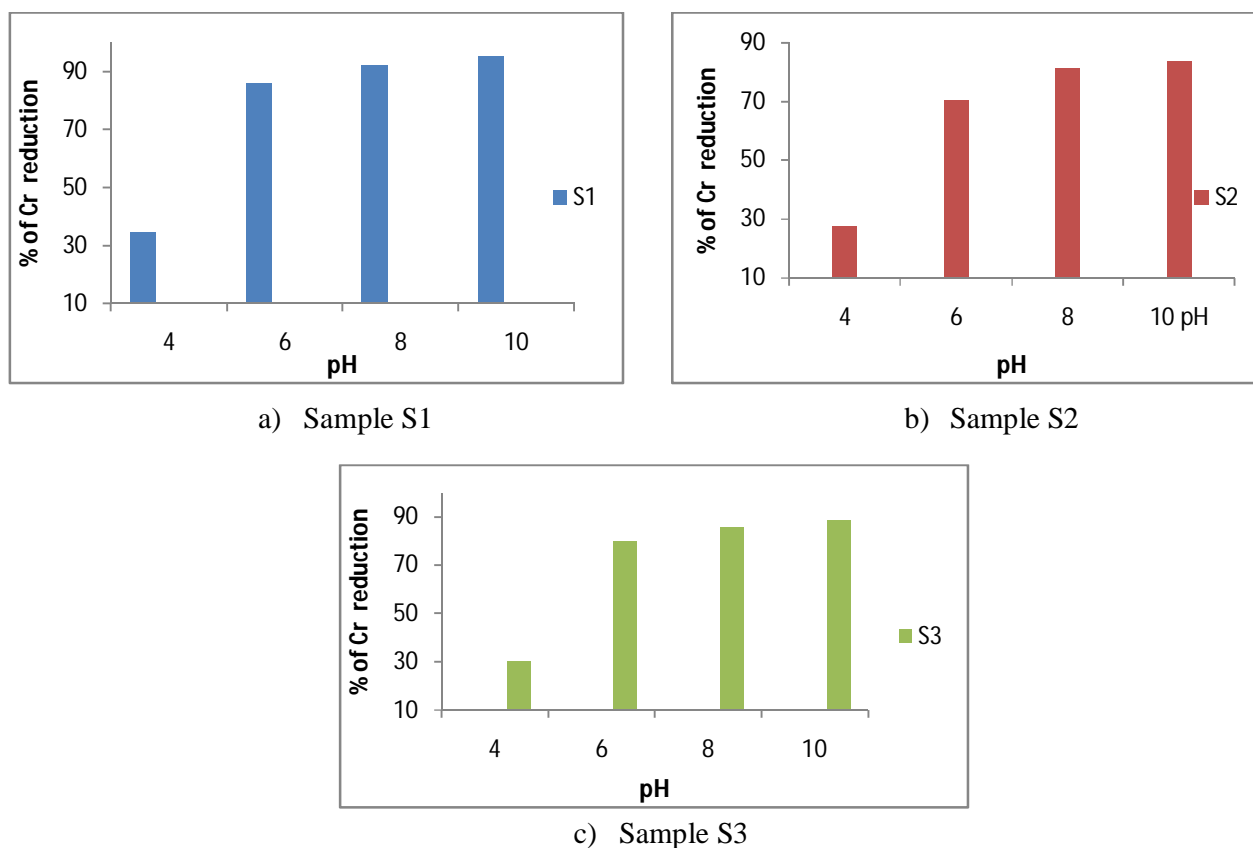 % of Cr reduction
90
70
50
30
10
4 6 8 10
pH
S1
a) Sample S1
% of Cr reduction
90
70
50
30
10
4 6 8 10 pH
pH
S2
b) Sample S2
% of Cr reduction
90
70
50
30
10
4 6 8 10
pH
S3
c) Sample S3